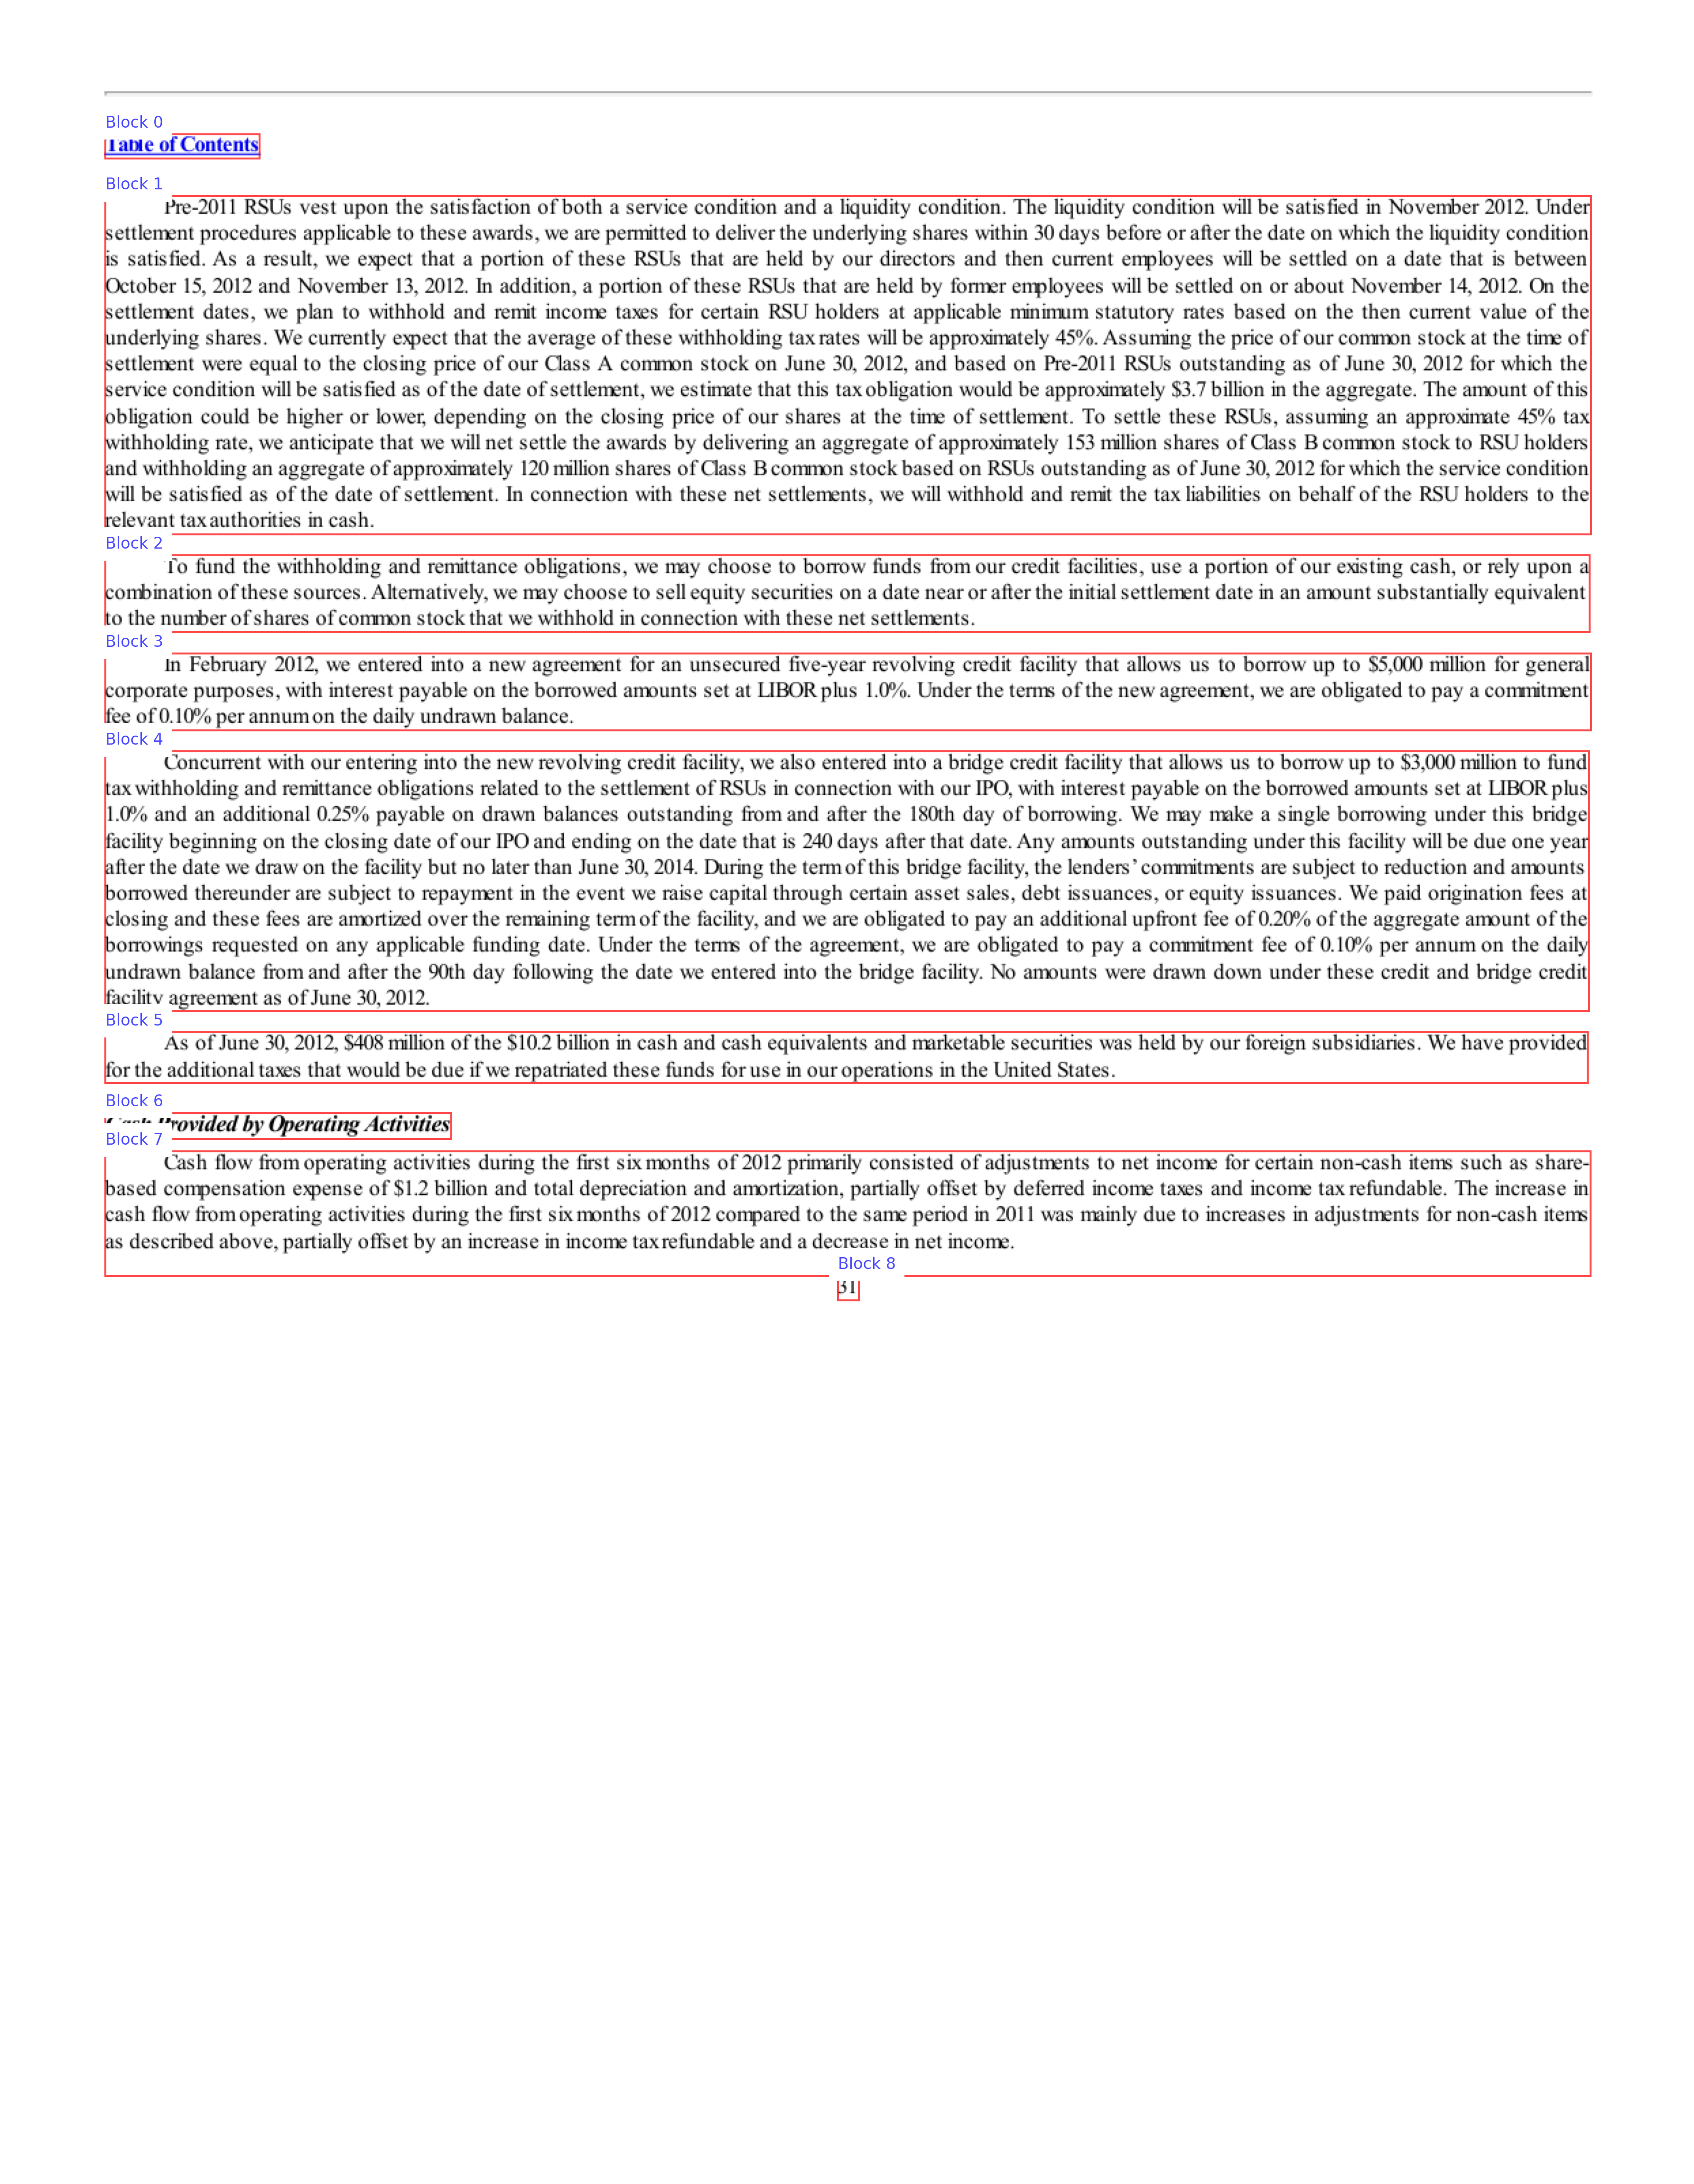 Block 0
Table of Contents
Block 1
Pre-2011 RSUs vest upon the satisfaction of both a service condition and a liquidity condition. The liquidity condition will be satisfied in November 2012. Under
settlement procedures applicable to these awards, we are permitted to deliver the underlying shares within 30 days before or after the date on which the liquidity condition
is satisfied. As a result, we expect that a portion of these RSUs that are held by our directors and then current employees will be settled on a date that is between
October 15, 2012 and November 13, 2012. In addition, a portion of these RSUs that are held by former employees will be settled on or about November 14, 2012. On the
settlement dates, we plan to withhold and remit income taxes for certain RSU holders at applicable minimum statutory rates based on the then current value of the
underlying shares. We currently expect that the average of these withholding tax rates will be approximately 45%. Assuming the price of our common stock at the time of
settlement were equal to the closing price of our Class A common stock on June 30, 2012, and based on Pre-2011 RSUs outstanding as of June 30, 2012 for which the
service condition will be satisfied as of the date of settlement, we estimate that this tax obligation would be approximately $3.7 billion in the aggregate. The amount of this
obligation could be higher or lower, depending on the closing price of our shares at the time of settlement. To settle these RSUs, assuming an approximate 45% tax
withholding rate, we anticipate that we will net settle the awards by delivering an aggregate of approximately 153 million shares of Class B common stock to RSU holders
and withholding an aggregate of approximately 120 million shares of Class B common stock based on RSUs outstanding as of June 30, 2012 for which the service condition
will be satisfied as of the date of settlement. In connection with these net settlements, we will withhold and remit the tax liabilities on behalf of the RSU holders to the
relevant tax authorities in cash.
Block 2
To fund the withholding and remittance obligations, we may choose to borrow funds from our credit facilities, use a portion of our existing cash, or rely upon a
combination of these sources. Alternatively, we may choose to sell equity securities on a date near or after the initial settlement date in an amount substantially equivalent
to the number of shares of common stock that we withhold in connection with these net settlements.
Block 3
In February 2012, we entered into a new agreement for an unsecured five-year revolving credit facility that allows us to borrow up to $5,000 million for general
corporate purposes, with interest payable on the borrowed amounts set at LIBOR plus 1.0%. Under the terms of the new agreement, we are obligated to pay a commitment
fee of 0.10% per annum on the daily undrawn balance.
Block 4
Concurrent with our entering into the new revolving credit facility, we also entered into a bridge credit facility that allows us to borrow up to $3,000 million to fund
tax withholding and remittance obligations related to the settlement of RSUs in connection with our IPO, with interest payable on the borrowed amounts set at LIBOR plus
1.0% and an additional 0.25% payable on drawn balances outstanding from and after the 180th day of borrowing. We may make a single borrowing under this bridge
facility beginning on the closing date of our IPO and ending on the date that is 240 days after that date. Any amounts outstanding under this facility will be due one year
after the date we draw on the facility but no later than June 30, 2014. During the term of this bridge facility, the lenders’ commitments are subject to reduction and amounts
borrowed thereunder are subject to repayment in the event we raise capital through certain asset sales, debt issuances, or equity issuances. We paid origination fees at
closing and these fees are amortized over the remaining term of the facility, and we are obligated to pay an additional upfront fee of 0.20% of the aggregate amount of the
borrowings requested on any applicable funding date. Under the terms of the agreement, we are obligated to pay a commitment fee of 0.10% per annum on the daily
undrawn balance from and after the 90th day following the date we entered into the bridge facility. No amounts were drawn down under these credit and bridge credit
facility agreement as of June 30, 2012.
Block 5
As of June 30, 2012, $408 million of the $10.2 billion in cash and cash equivalents and marketable securities was held by our foreign subsidiaries. We have provided
for the additional taxes that would be due if we repatriated these funds for use in our operations in the United States.
Block 6
Cash Provided by Operating Activities
Block 7
Cash flow from operating activities during the first six months of 2012 primarily consisted of adjustments to net income for certain non-cash items such as share-
based compensation expense of $1.2 billion and total depreciation and amortization, partially offset by deferred income taxes and income tax refundable. The increase in
cash flow from operating activities during the first six months of 2012 compared to the same period in 2011 was mainly due to increases in adjustments for non-cash items
as described above, partially offset by an increase in income tax refundable and a decrease in net income.
Block 8
31